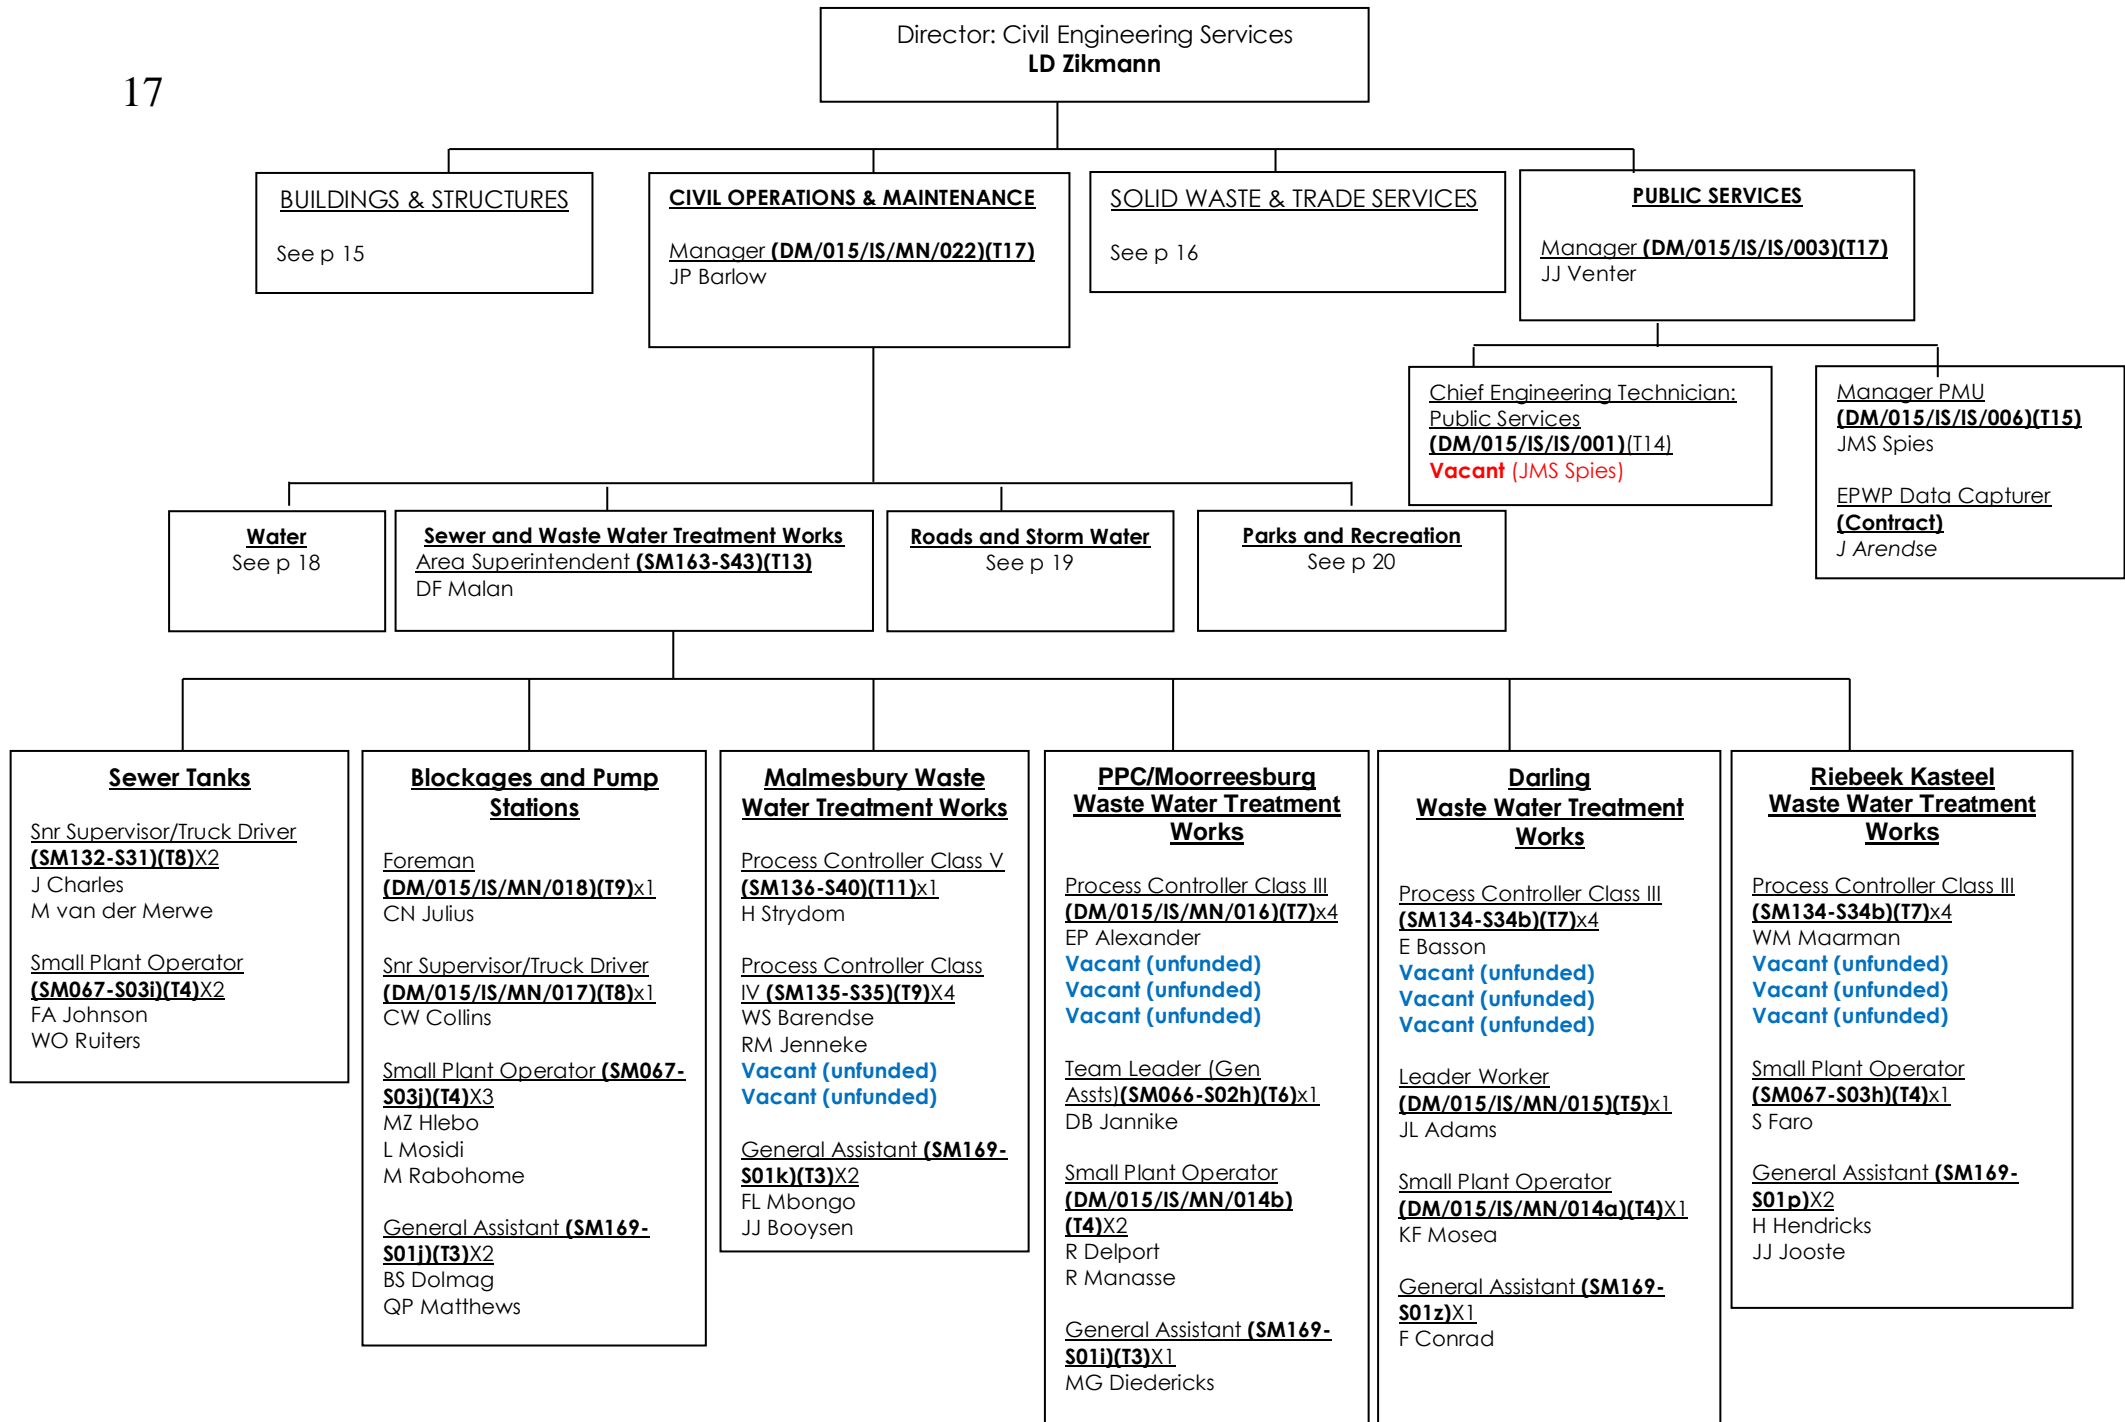 17
Director: Civil Engineering Services
LD Zikmann
BUILDINGS & STRUCTURES
See p 15
CIVIL OPERATIONS & MAINTENANCE
Manager (DM/015/IS/MN/022)(T17)
JP Barlow
SOLID WASTE & TRADE SERVICES
See p 16
PUBLIC SERVICES
Manager (DM/015/IS/IS/003)(T17)
JJ Venter
Chief Engineering Technician:
Public Services
(DM/015/IS/IS/001)(T14)
Vacant (JMS Spies)
Manager PMU
(DM/015/IS/IS/006)(T15)
JMS Spies
EPWP Data Capturer
(Contract)
J Arendse
Water
See p 18
Sewer and Waste Water Treatment Works
Area Superintendent (SM163-S43)(T13)
DF Malan
Roads and Storm Water
See p 19
Parks and Recreation
See p 20
Sewer Tanks
Snr Supervisor/Truck Driver
(SM132-S31)(T8)X2
J Charles
M van der Merwe
Small Plant Operator
(SM067-S03i)(T4)X2
FA Johnson
WO Ruiters
Blockages and Pump
Stations
Foreman
(DM/015/IS/MN/018)(T9)x1
CN Julius
Snr Supervisor/Truck Driver
(DM/015/IS/MN/017)(T8)x1
CW Collins
Small Plant Operator (SM067-
S03j)(T4)X3
MZ Hlebo
L Mosidi
M Rabohome
General Assistant (SM169-
S01j)(T3)X2
BS Dolmag
QP Matthews
Malmesbury Waste
Water Treatment Works
Process Controller Class V
(SM136-S40)(T11)x1
H Strydom
Process Controller Class
IV (SM135-S35)(T9)X4
WS Barendse
RM Jenneke
Vacant (unfunded)
Vacant (unfunded)
General Assistant (SM169-
S01k)(T3)X2
FL Mbongo
JJ Booysen
PPC/Moorreesburg
Waste Water Treatment
Works
Process Controller Class III
(DM/015/IS/MN/016)(T7)x4
EP Alexander
Vacant (unfunded)
Vacant (unfunded)
Vacant (unfunded)
Team Leader (Gen
Assts)(SM066-S02h)(T6)x1
DB Jannike
Small Plant Operator
(DM/015/IS/MN/014b)
(T4)X2
R Delport
R Manasse
General Assistant (SM169-
S01i)(T3)X1
MG Diedericks
Darling
Waste Water Treatment
Works
Process Controller Class III
(SM134-S34b)(T7)x4
E Basson
Vacant (unfunded)
Vacant (unfunded)
Vacant (unfunded)
Leader Worker
(DM/015/IS/MN/015)(T5)x1
JL Adams
Small Plant Operator
(DM/015/IS/MN/014a)(T4)X1
KF Mosea
General Assistant (SM169-
S01z)X1
F Conrad
Riebeek Kasteel
Waste Water Treatment
Works
Process Controller Class III
(SM134-S34b)(T7)x4
WM Maarman
Vacant (unfunded)
Vacant (unfunded)
Vacant (unfunded)
Small Plant Operator
(SM067-S03h)(T4)x1
S Faro
General Assistant (SM169-
S01p)X2
H Hendricks
JJ Jooste